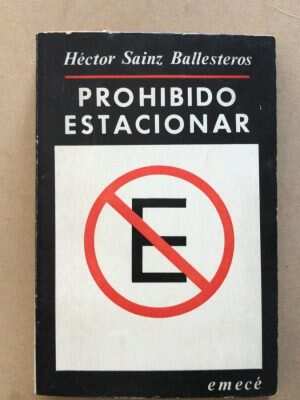 Héctor Sainz Ballesteros
PROHIBIDO
ESTACIONAR
E
emecé